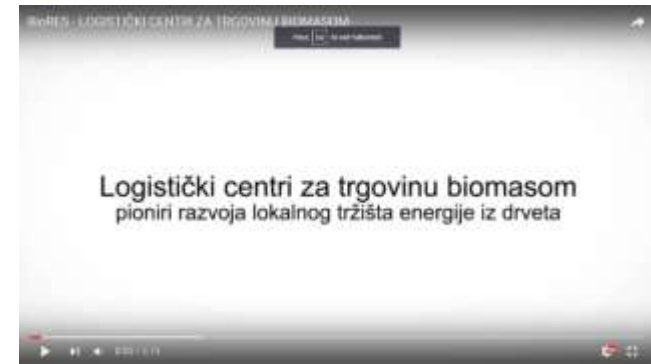 BioRES - LOGISTIČKI CENTRI ZA TRGOVINU BIOMASOM
Logistički centri za trgovinu biomasom
pioniri razvoja lokalnog tržišta energije iz drveta